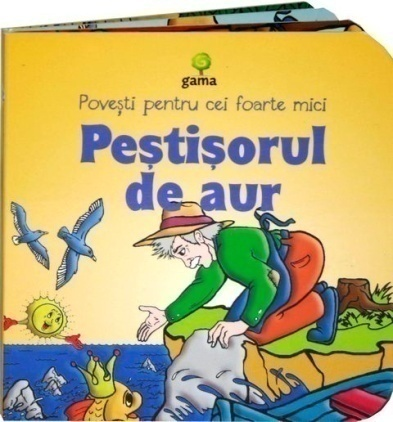 gama
Povești pentru cei foarte mici
Peștișorul
de aur